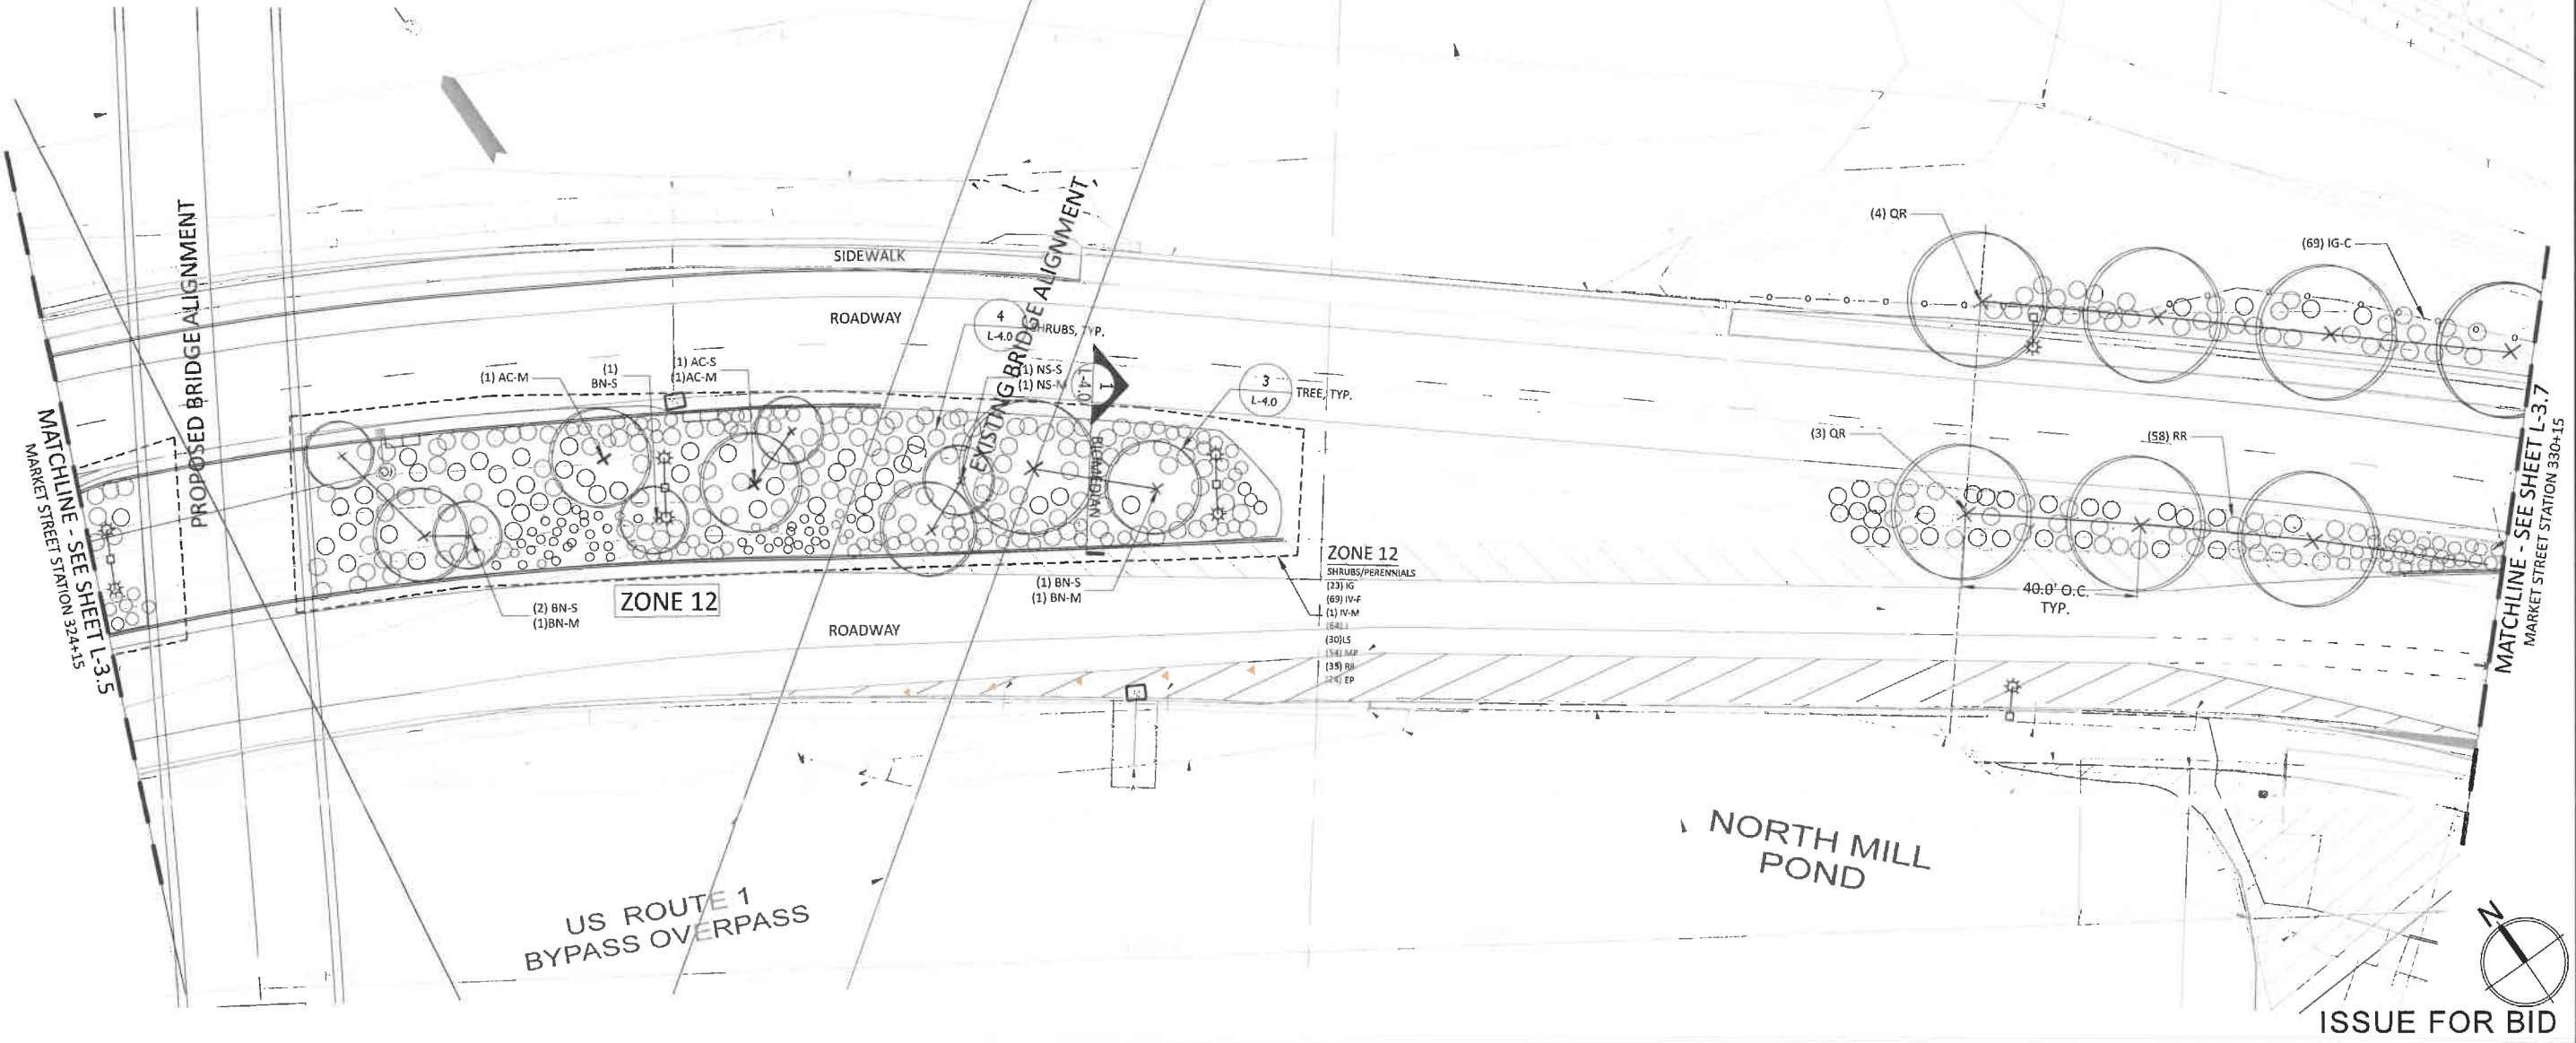 MATCHLINE - SEE SHEET L-3.5
MARKET STREET STATION 324+15
PROPOSED BRIDGE ALIGNMENT
SIDEWALK
ROADWAY
EXISTING BRIDGE ALIGNMENT
4
L-4.0
SHRUBS, TYP.
(1) AC-M
(1)
BN-S
(1) AC-S
(1)AC-M
(1) NS-S
(1) NS-M
1
L-4.0
3
L-4.0
TREE, TYP.
BIOMEDIAN
(2) BN-S
(1)BN-M
ZONE 12
(1) BN-S
(1) BN-M
ROADWAY
ZONE 12
SHRUBS/PERENNIALS
(23) IG
(69) IV-F
(1) IV-M
(30)LS
(54) MP
(35) RR
(24) EP
(4) QR
(69) IG-C
(3) QR
(58) RR
40.0' O.C.
TYP.
MATCHLINE - SEE SHEET L-3.7
MARKET STREET STATION 330+15
US ROUTE 1
BYPASS OVERPASS
NORTH MILL
POND
N
ISSUE FOR BID